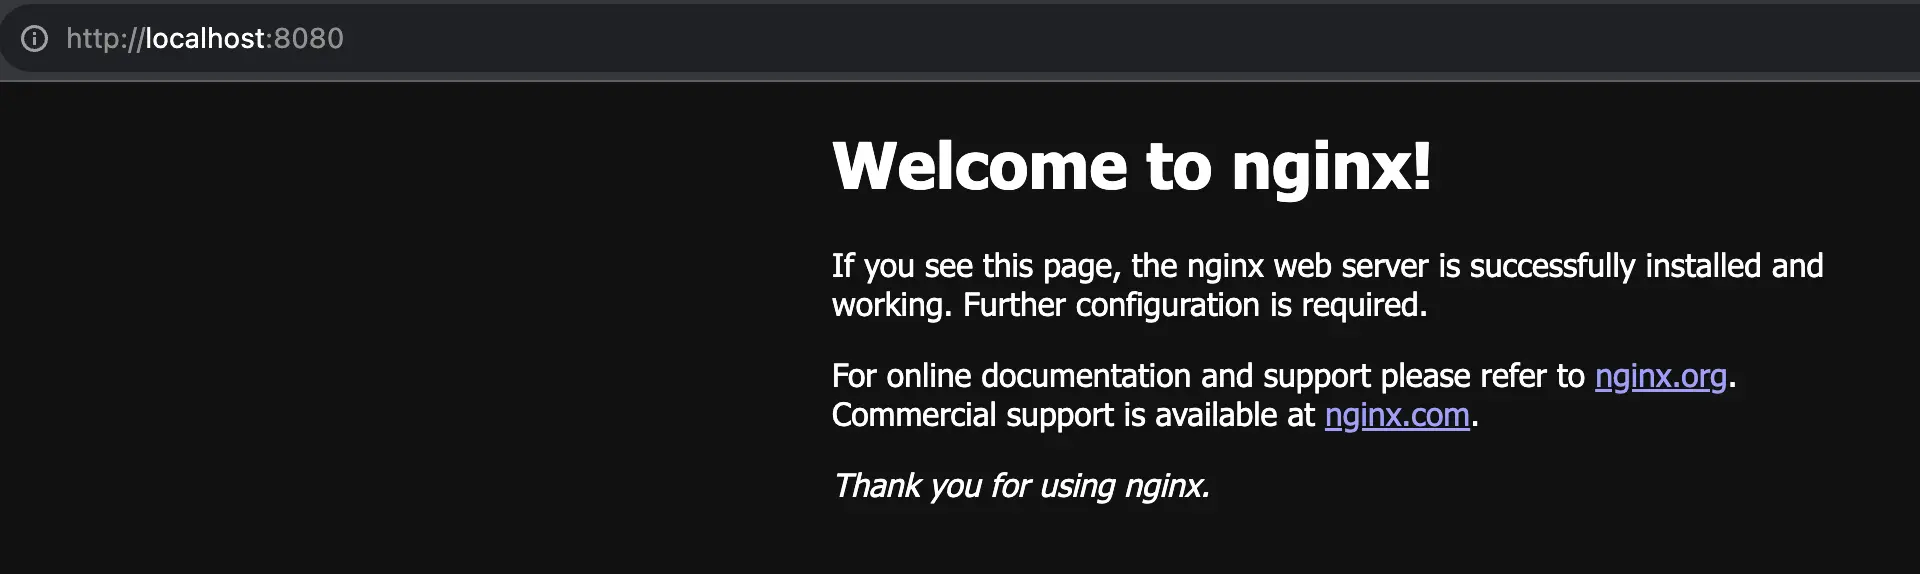 http://localhost:8080
Welcome to nginx!
If you see this page, the nginx web server is successfully installed and
working. Further configuration is required.
For online documentation and support please refer to nginx.org.
Commercial support is available at nginx.com.
Thank you for using nginx.